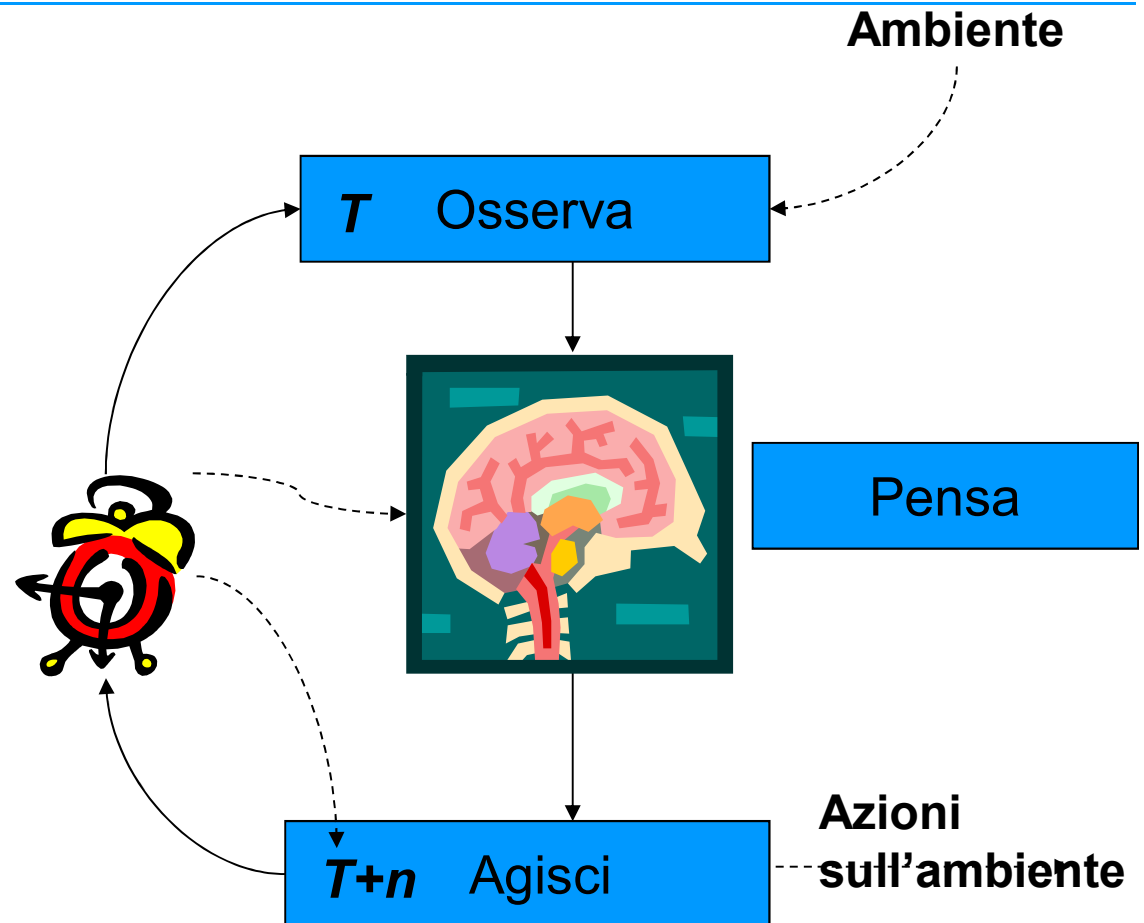 Ambiente
T Osserva
Pensa
Azioni
sull’ambiente
T+n Agisci